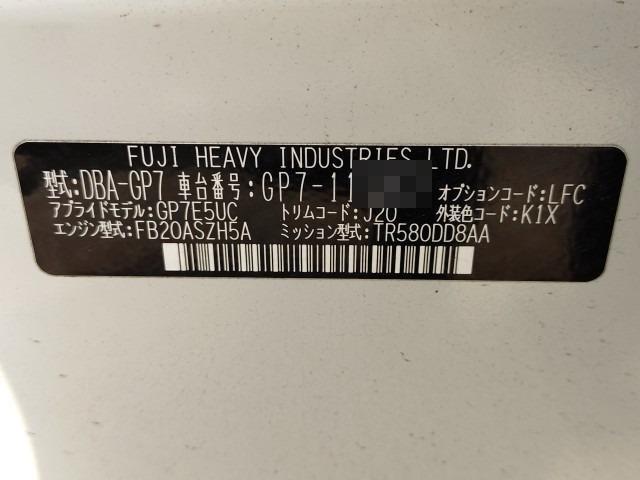 FUJI HEAVY INDUSTRIES LTD.
型式:DBA-GP7 車台番号:GP7-11 オプションコード:LFC
アプライドモデル:GP7E5UC トリムコード:J20 外装色コード:K1X
エンジン型式:FB20ASZH5A ミッション型式:TR580DD8AA